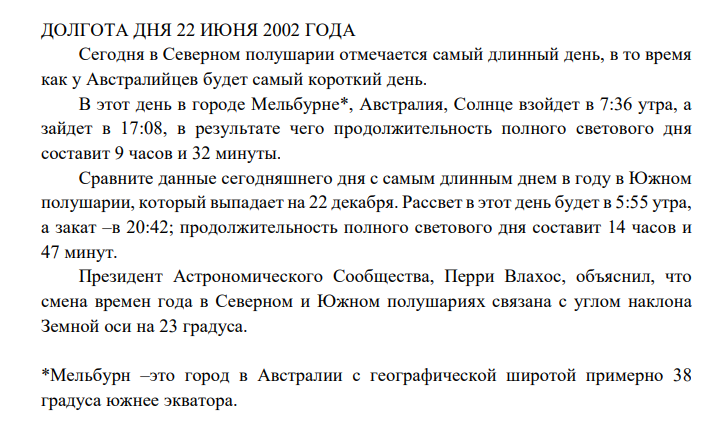 ДОЛГОТА ДНЯ 22 ИЮНЯ 2002 ГОДА
Сегодня в Северном полушарии отмечается самый длинный день, в то время
как у Австралийцев будет самый короткий день.
В этот день в городе Мельбурне*, Австралия, Солнце взойдет в 7:36 утра, а
зайдет в 17:08, в результате чего продолжительность полного светового дня
составит 9 часов и 32 минуты.
Сравните данные сегодняшнего дня с самым длинным днем в году в Южном
полушарии, который выпадает на 22 декабря. Рассвет в этот день будет в 5:55 утра,
а закат –в 20:42; продолжительность полного светового дня составит 14 часов и
47 минут.
Президент Астрономического Сообщества, Перри Влахос, объяснил, что
смена времен года в Северном и Южном полушариях связана с углом наклона
Земной оси на 23 градуса.
*Мельбурн –это город в Австралии с географической широтой примерно 38
градуса южнее экватора.